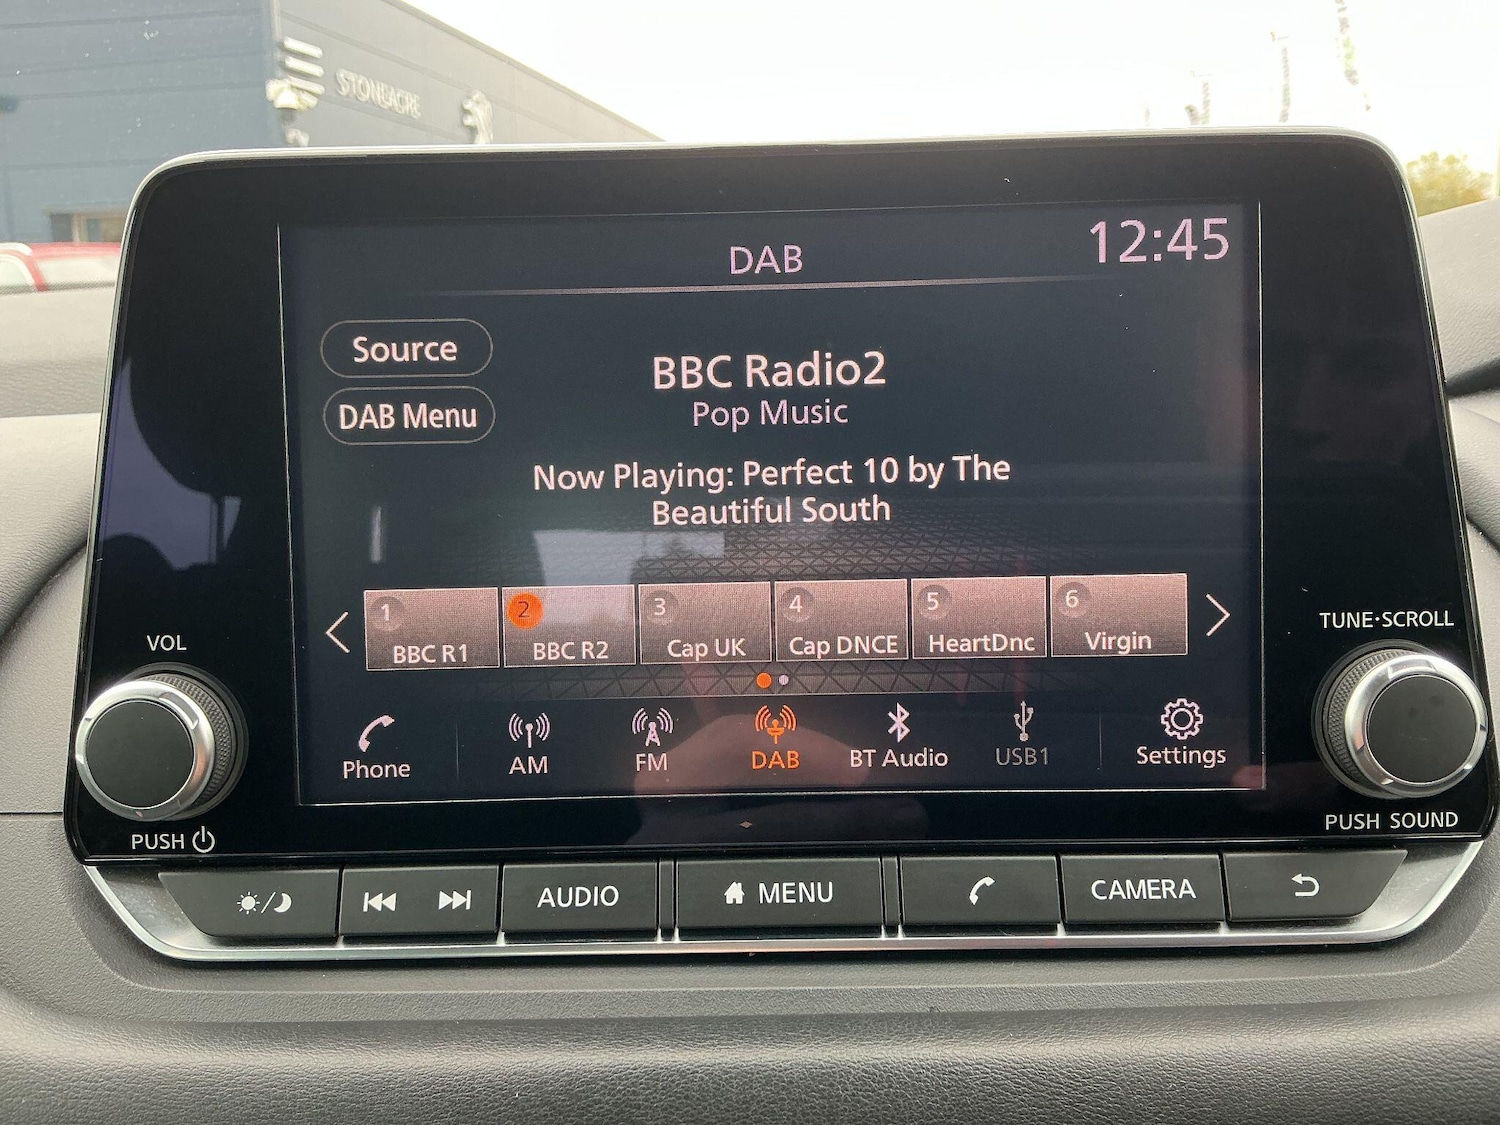 STONEACRE
DAB
12:45
Source
DAB Menu
BBC Radio2
Pop Music
Now Playing: Perfect 10 by The
Beautiful South
1
BBC R1
2
BBC R2
3
Cap UK
4
Cap DNCE
5
HeartDnc
6
Virgin
Phone
AM
FM
DAB
BT Audio
USB1
Settings
VOL
PUSH
TUNE·SCROLL
PUSH SOUND
AUDIO
MENU
CAMERA